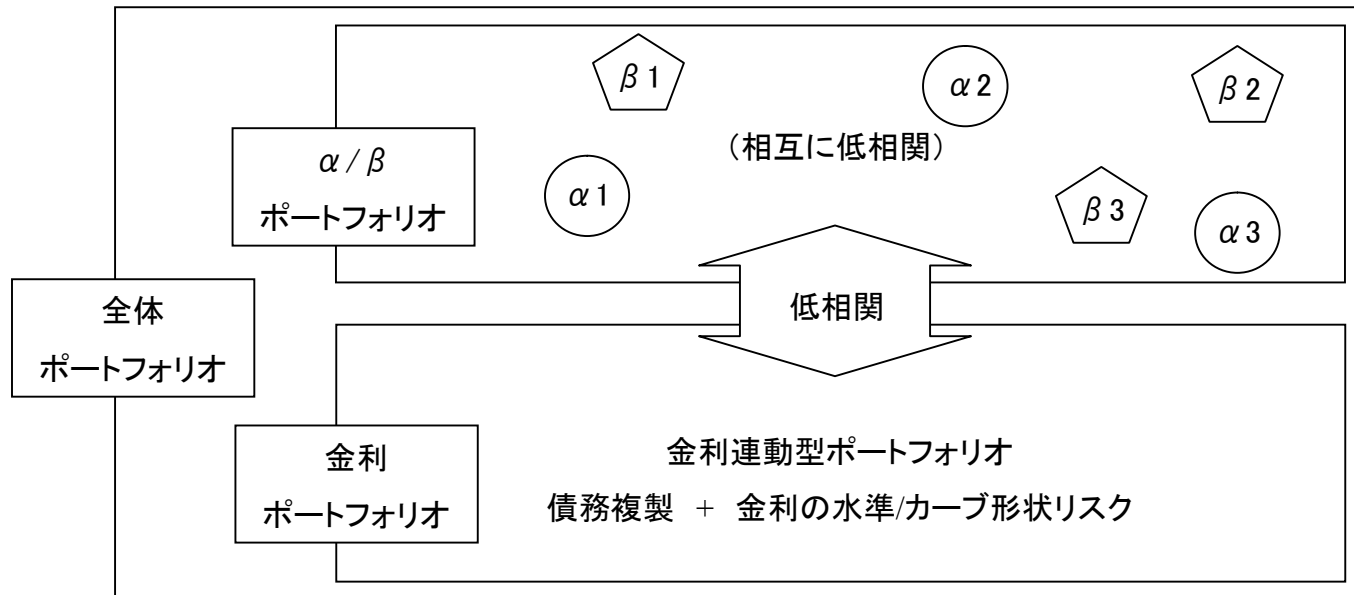 β1
α2
β2
(相互に低相関)
α1
β3
α3
α/β
ポートフォリオ
低相関
全体
ポートフォリオ
金利
ポートフォリオ
金利連動型ポートフォリオ
債務複製 + 金利の水準/カーブ形状リスク